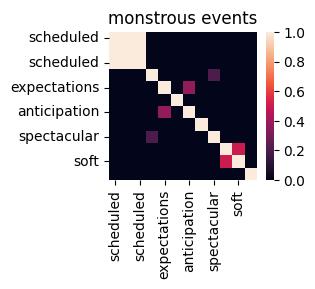 monstrous events
scheduled
scheduled
expectations
anticipation
spectacular
soft
1.0
0.8
0.6
0.4
0.2
0.0
scheduled
scheduled
expectations
anticipation
spectacular
soft